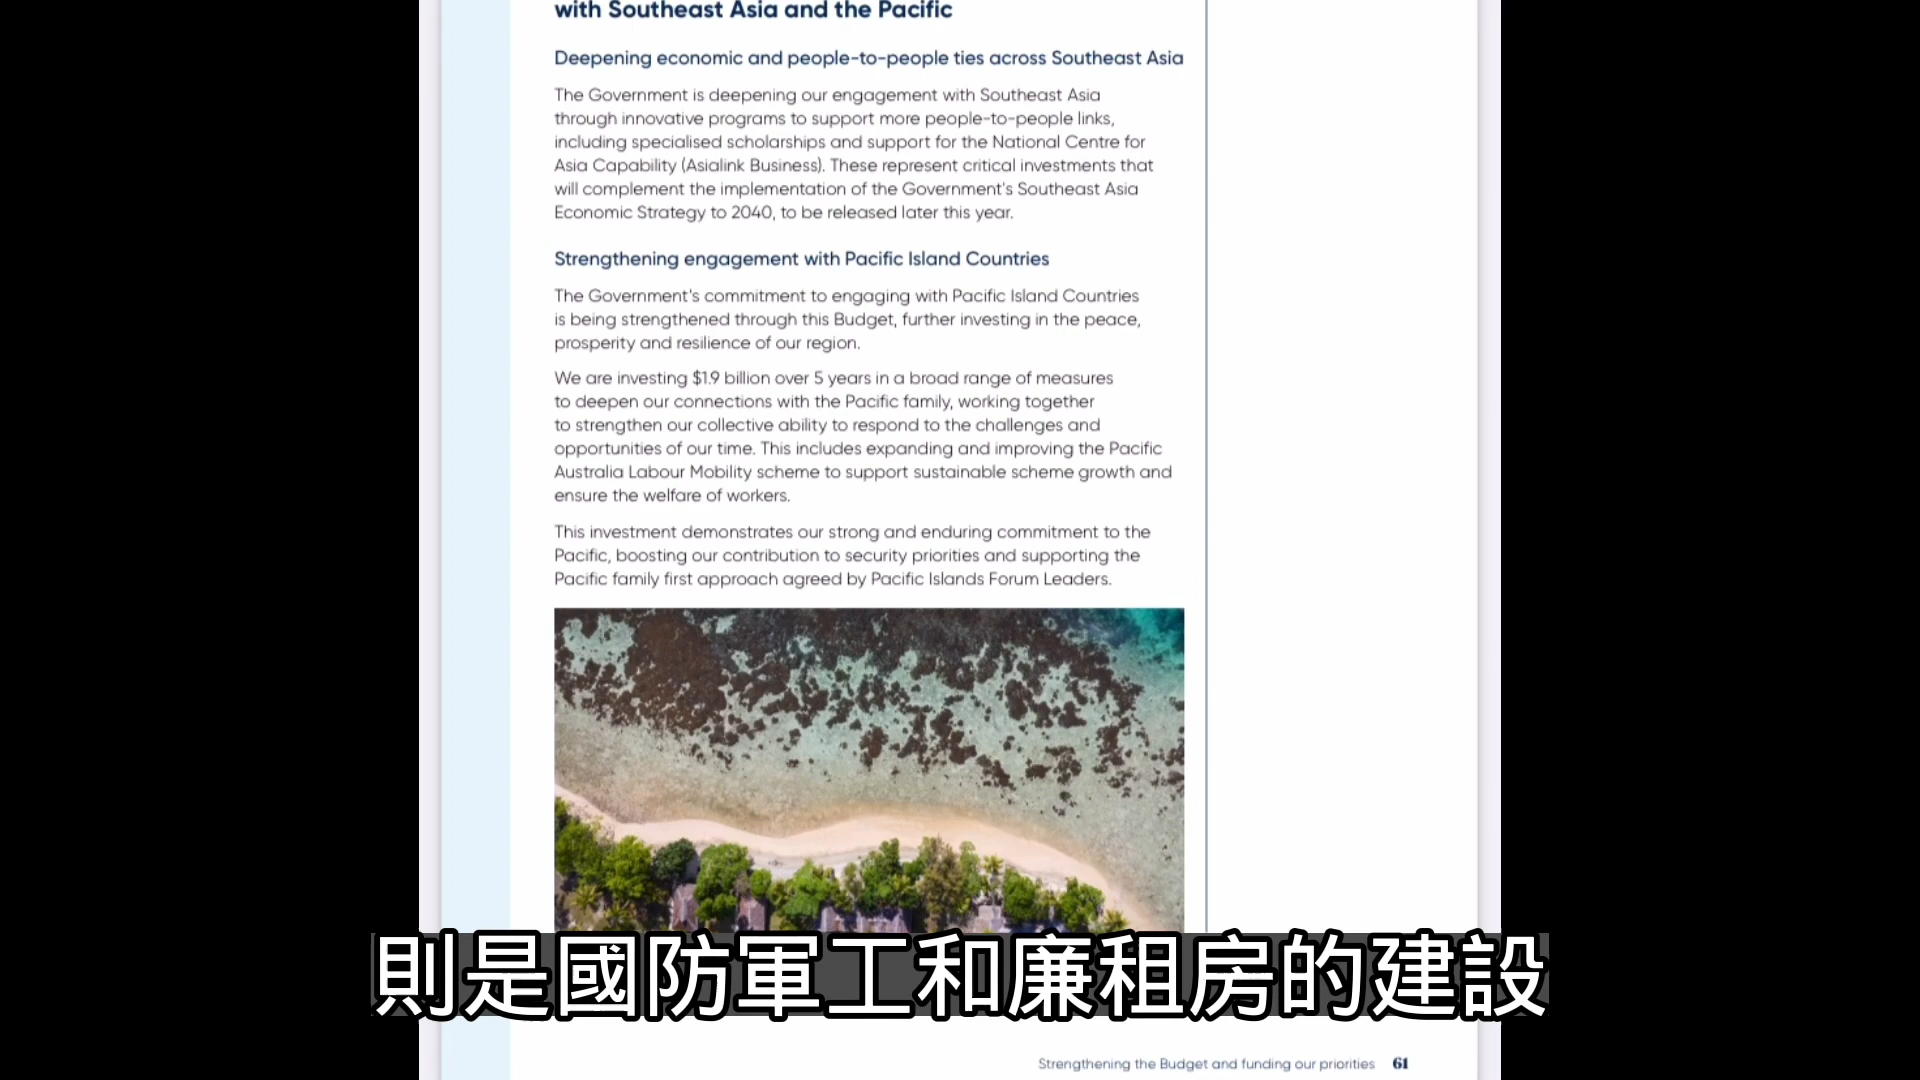 with Southeast Asia and the Pacific
Deepening economic and people-to-people ties across Southeast Asia
The Government is deepening our engagement with Southeast Asia
through innovative programs to support more people-to-people links,
including specialised scholarships and support for the National Centre for
Asia Capability (Asialink Business). These represent critical investments that
will complement the implementation of the Government's Southeast Asia
Economic Strategy to 2040, to be released later this year.
Strengthening engagement with Pacific Island Countries
The Government's commitment to engaging with Pacific Island Countries
is being strengthened through this Budget, further investing in the peace,
prosperity and resilience of our region.
We are investing $1.9 billion over 5 years in a broad range of measures
to deepen our connections with the Pacific family, working together
to strengthen our collective ability to respond to the challenges and
opportunities of our time. This includes expanding and improving the Pacific
Australia Labour Mobility scheme to support sustainable scheme growth and
ensure the welfare of workers.
This investment demonstrates our strong and enduring commitment to the
Pacific, boosting our contribution to security priorities and supporting the
Pacific family first approach agreed by Pacific Islands Forum Leaders.
則是國防軍工和廉租房的建設
Strengthening the Budget and funding our priorities 61